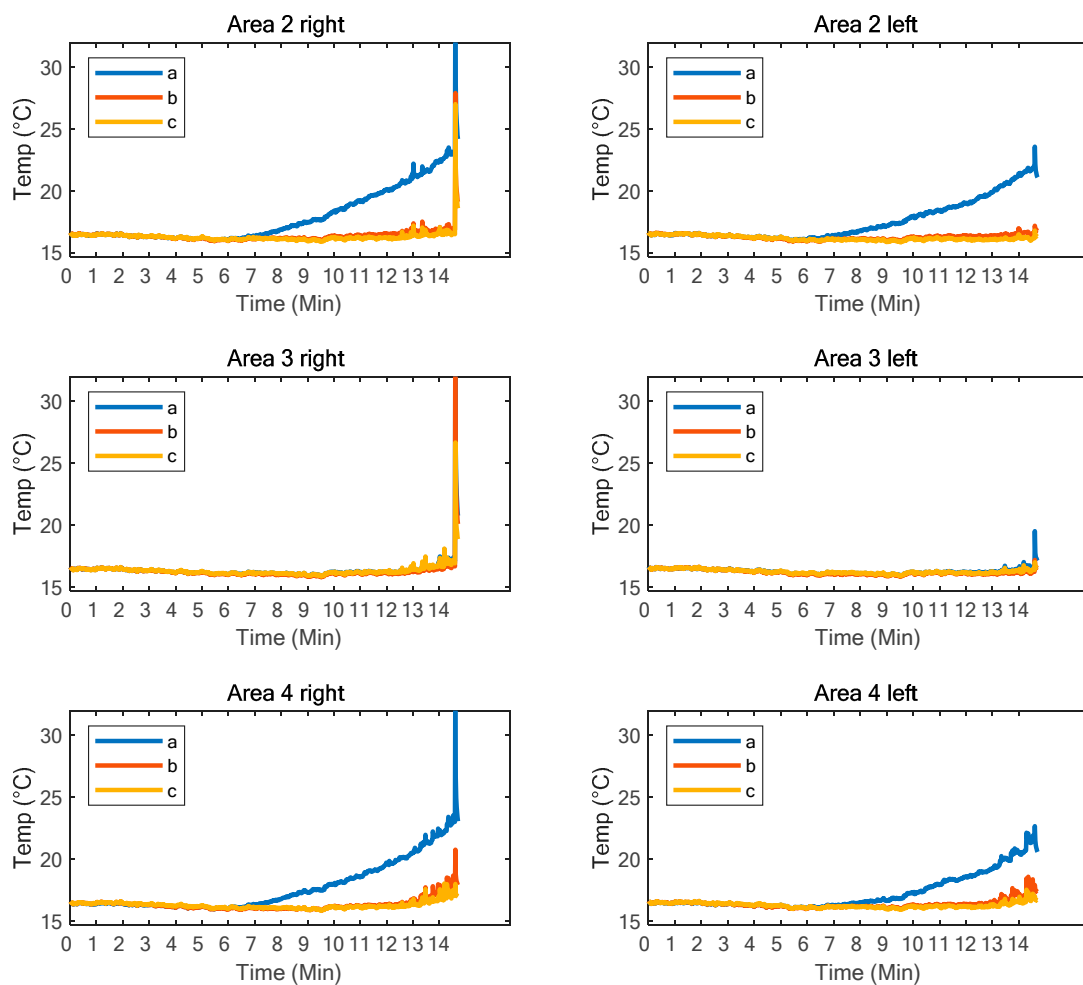 Area 2 right
Temp (°C)
30
25
20
15
a
b
c
0 1 2 3 4 5 6 7 8 9 10 11 12 13 14
Time (Min)
Area 2 left
Temp (°C)
30
25
20
15
a
b
c
0 1 2 3 4 5 6 7 8 9 10 11 12 13 14
Time (Min)
Area 3 right
Temp (°C)
30
25
20
15
a
b
c
0 1 2 3 4 5 6 7 8 9 10 11 12 13 14
Time (Min)
Area 3 left
Temp (°C)
30
25
20
15
a
b
c
0 1 2 3 4 5 6 7 8 9 10 11 12 13 14
Time (Min)
Area 4 right
Temp (°C)
30
25
20
15
a
b
c
0 1 2 3 4 5 6 7 8 9 10 11 12 13 14
Time (Min)
Area 4 left
Temp (°C)
30
25
20
15
a
b
c
0 1 2 3 4 5 6 7 8 9 10 11 12 13 14
Time (Min)